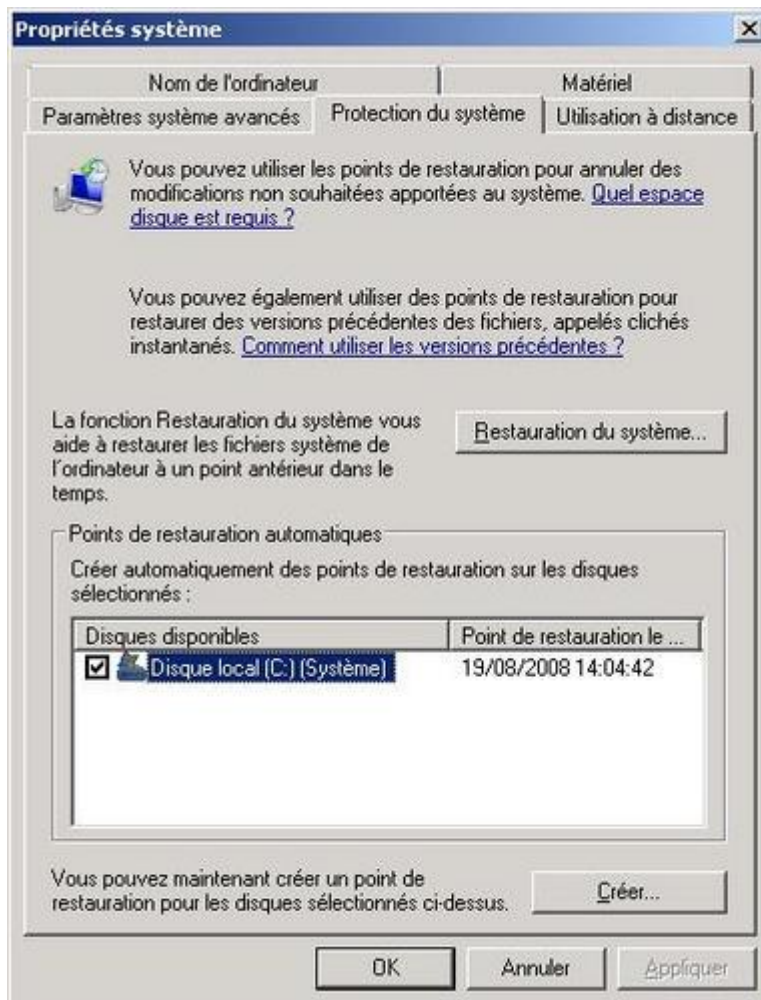 Propriétés système
Nom de l'ordinateur
Matériel
Paramètres système avancés
Protection du système
Utilisation à distance
Vous pouvez utiliser les points de restauration pour annuler des
modifications non souhaitées apportées au système. Quel espace
disque est requis ?
Vous pouvez également utiliser des points de restauration pour
restaurer des versions précédentes des fichiers, appelés clichés
instantanés. Comment utiliser les versions précédentes ?
La fonction Restauration du système vous
aide à restaurer les fichiers système de
l'ordinateur à un point antérieur dans le
temps.
Restauration du système...
Points de restauration automatiques
Créer automatiquement des points de restauration sur les disques
sélectionnés :
Disques disponibles
Point de restauration le ...
Disque local (C:) (Système)
19/08/2008 14:04:42
Vous pouvez maintenant créer un point de
restauration pour les disques sélectionnés ci-dessus.
Créer...
OK
Annuler
Appliquer